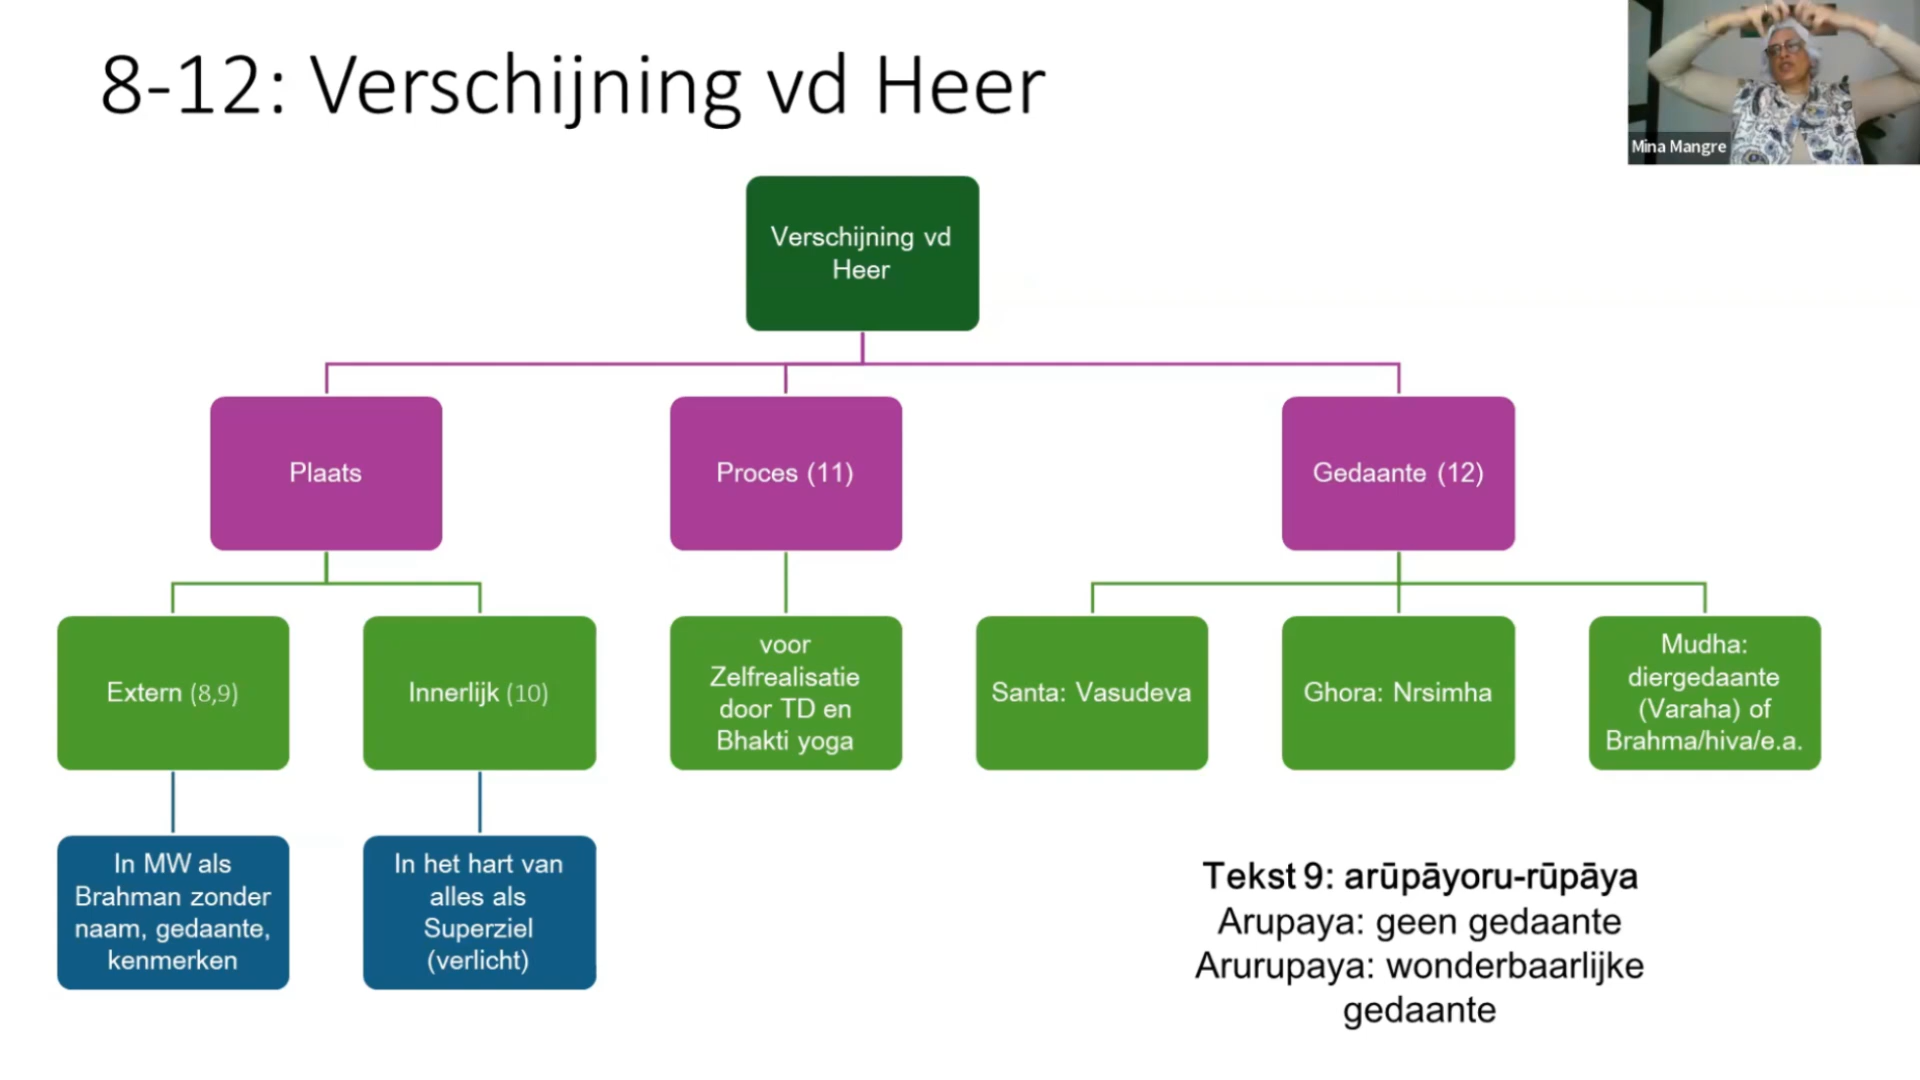 8-12: Verschijning vd Heer
Mina Mangre
Verschijning vd
Heer
Plaats
Proces (11)
Gedaante (12)
Extern (8,9)
Innerlijk (10)
voor
Zelfrealisatie
door TD en
Bhakti yoga
Santa: Vasudeva
Ghora: Nrsimha
Mudha:
diergedaante
(Varaha) of
Brahma/hiva/e.a.
In MW als
Brahman zonder
naam, gedaante,
kenmerken
In het hart van
alles als
Superziel
(verlicht)
Tekst 9: arūpāyoru-rūpāya
Arupaya: geen gedaante
Arurupaya: wonderbaarlijke
gedaante